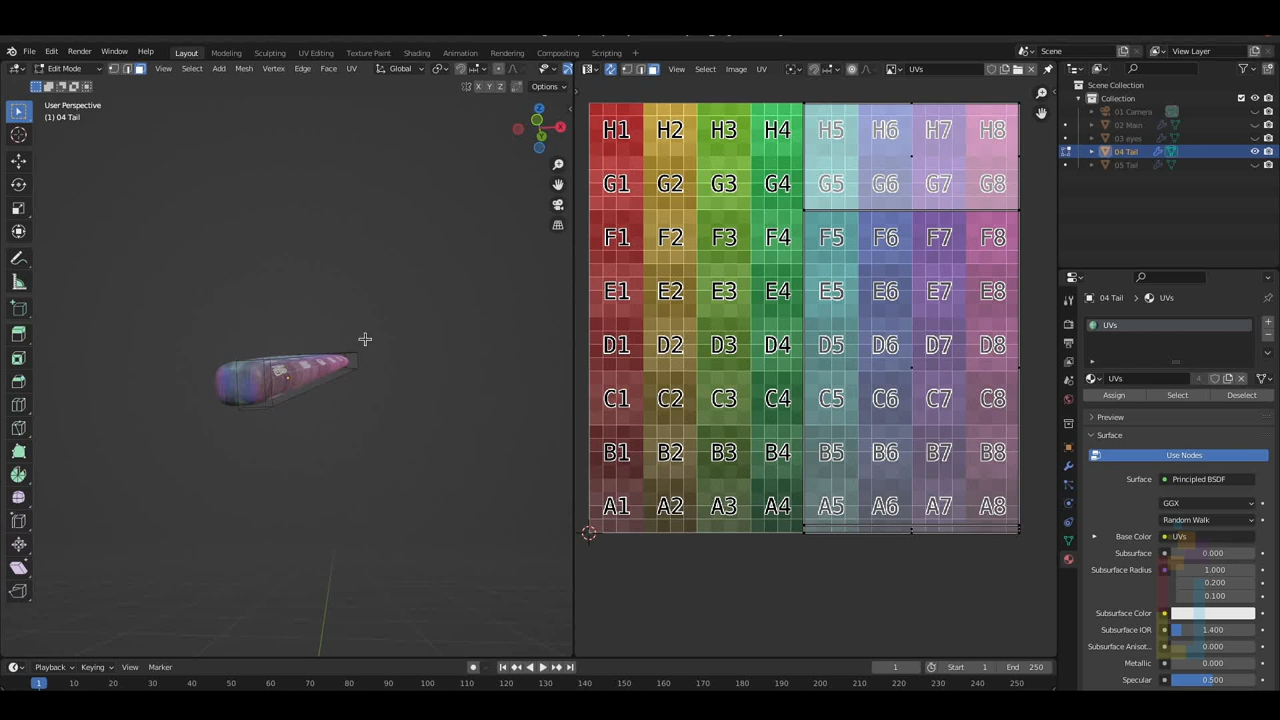 File Edit Render Window Help Layout Modeling Sculpting UV Editing Texture Paint Shading Animation Rendering Compositing Scripting Scene View Layer
Edit Mode View Select Add Mesh Vertex Edge Face UV Global View Select Image UV UVs
X Y Z Options
User Perspective
(1) 04 Tail
Scene Collection
Collection
01 Camera
02 Main
03 eyes
04 Tail
05 Tail
H1 H2 H3 H4 H5 H6 H7 H8
G1 G2 G3 G4 G5 G6 G7 G8
F1 F2 F3 F4 F5 F6 F7 F8
E1 E2 E3 E4 E5 E6 E7 E8
D1 D2 D3 D4 D5 D6 D7 D8
C1 C2 C3 C4 C5 C6 C7 C8
B1 B2 B3 B4 B5 B6 B7 B8
A1 A2 A3 A4 A5 A6 A7 A8
04 Tail UVs
UVs
UVs 4
Assign Select Deselect
Preview
Surface
Use Nodes
Surface Principled BSDF
GGX
Random Walk
Base Color UVs
Subsurface 0.000
Subsurface Radius 1.000
0.200
0.100
Subsurface Color
Subsurface IOR 1.400
Subsurface Anisot.. 0.000
Metallic 0.000
Specular 0.500
Playback Keying View Marker 1 Start 1 End 250
1 10 20 30 40 50 60 70 80 90 100 110 120 130 140 150 160 170 180 190 200 210 220 230 240 250